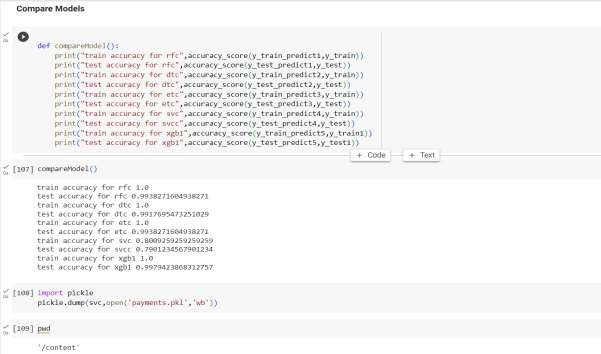 Compare Models
def compareModel():
print("train accuracy for rfc",accuracy_score(y_train_predict1,y_train))
print("test accuracy for rfc",accuracy_score(y_test_predict1,y_test))
print("train accuracy for dtc",accuracy_score(y_train_predict2,y_train))
print("test accuracy for dtc",accuracy_score(y_test_predict2,y_test))
print("train accuracy for etc",accuracy_score(y_train_predict3,y_train))
print("test accuracy for etc",accuracy_score(y_test_predict3,y_test))
print("train accuracy for svc",accuracy_score(y_train_predict4,y_train))
print("test accuracy for svcc",accuracy_score(y_test_predict4,y_test))
print("train accuracy for xgb1",accuracy_score(y_train_predict5,y_train1))
print("test accuracy for xgb1",accuracy_score(y_test_predict5,y_test1))
+ Code + Text
[107] compareModel()
train accuracy for rfc 1.0
test accuracy for rfc 0.9938271604938271
train accuracy for dtc 1.0
test accuracy for dtc 0.9917695473251029
train accuracy for etc 1.0
test accuracy for etc 0.9938271604938271
train accuracy for svc 0.8009259259259259
test accuracy for svcc 0.7901234567901234
train accuracy for xgb1 1.0
test accuracy for xgb1 0.9979423868312757
[108] import pickle
pickle.dump(svc,open('payments.pkl','wb'))
[109] pwd
'/content'